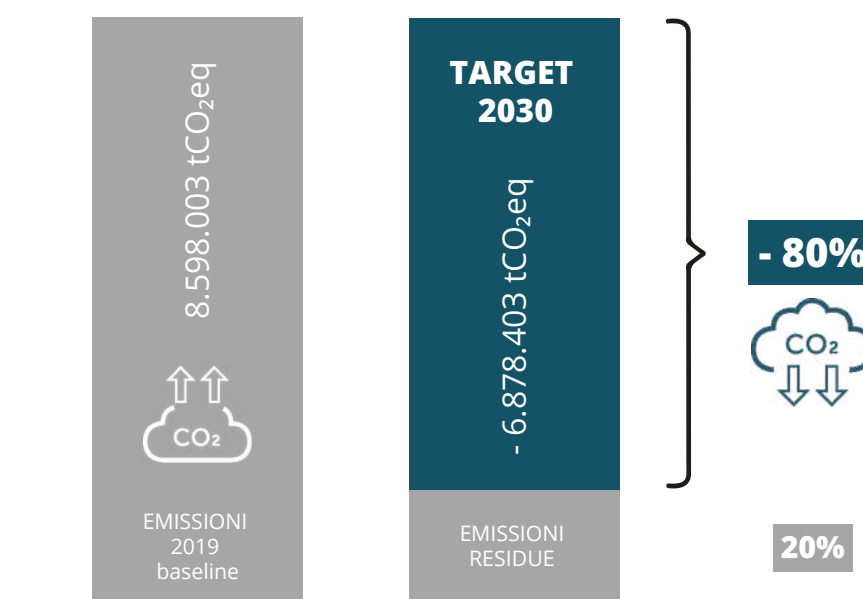 8.598.003 tCO₂eq
CO₂
EMISSIONI
2019
baseline
TARGET
2030
- 6.878.403 tCO₂eq
EMISSIONI
RESIDUE
- 80%
CO₂
20%